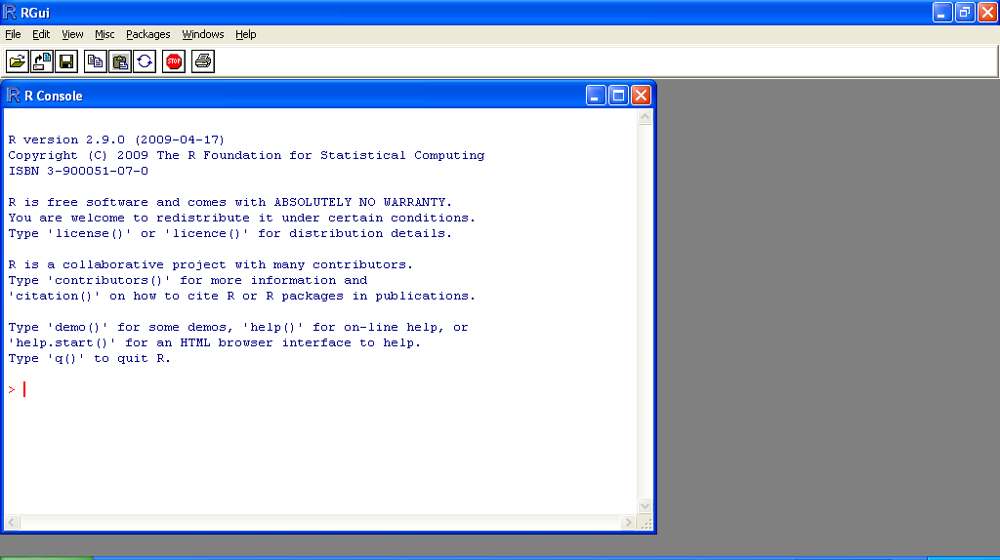 RGui
File Edit View Misc Packages Windows Help
STOP
R Console
R version 2.9.0 (2009-04-17)
Copyright (C) 2009 The R Foundation for Statistical Computing
ISBN 3-900051-07-0
R is free software and comes with ABSOLUTELY NO WARRANTY.
You are welcome to redistribute it under certain conditions.
Type 'license()' or 'licence()' for distribution details.
R is a collaborative project with many contributors.
Type 'contributors()' for more information and
'citation()' on how to cite R or R packages in publications.
Type 'demo()' for some demos, 'help()' for on-line help, or
'help.start()' for an HTML browser interface to help.
Type 'q()' to quit R.
>